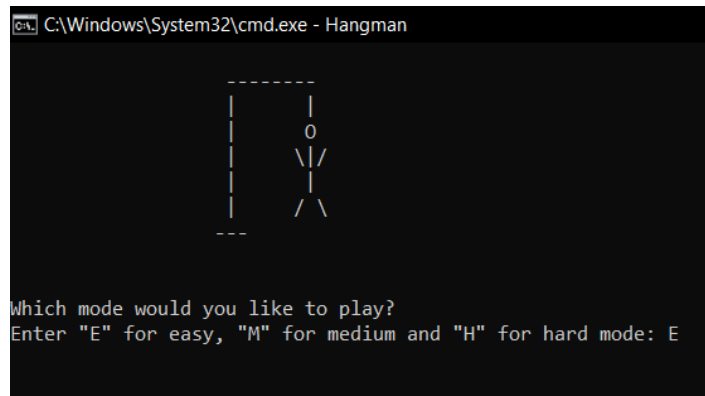 C:\Windows\System32\cmd.exe - Hangman
--------
|       |
|       O
|      \|/
|       |
|      / \
---
Which mode would you like to play?
Enter "E" for easy, "M" for medium and "H" for hard mode: E